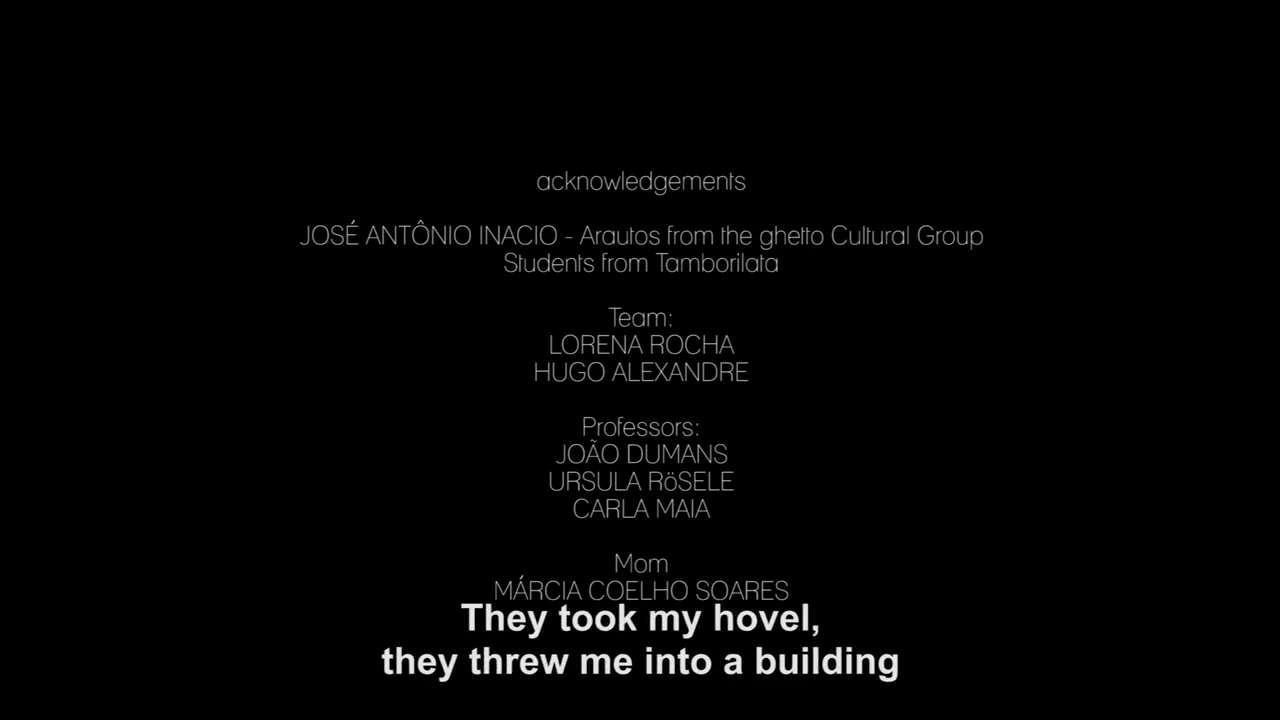 acknowledgements
JOSÉ ANTÔNIO INACIO - Arautos from the ghetto Cultural Group
Students from Tamborilata
Team:
LORENA ROCHA
HUGO ALEXANDRE
Professors:
JOÃO DUMANS
URSULA RöSELE
CARLA MAIA
Mom
MÁRCIA COELHO SOARES
They took my hovel,
they threw me into a building